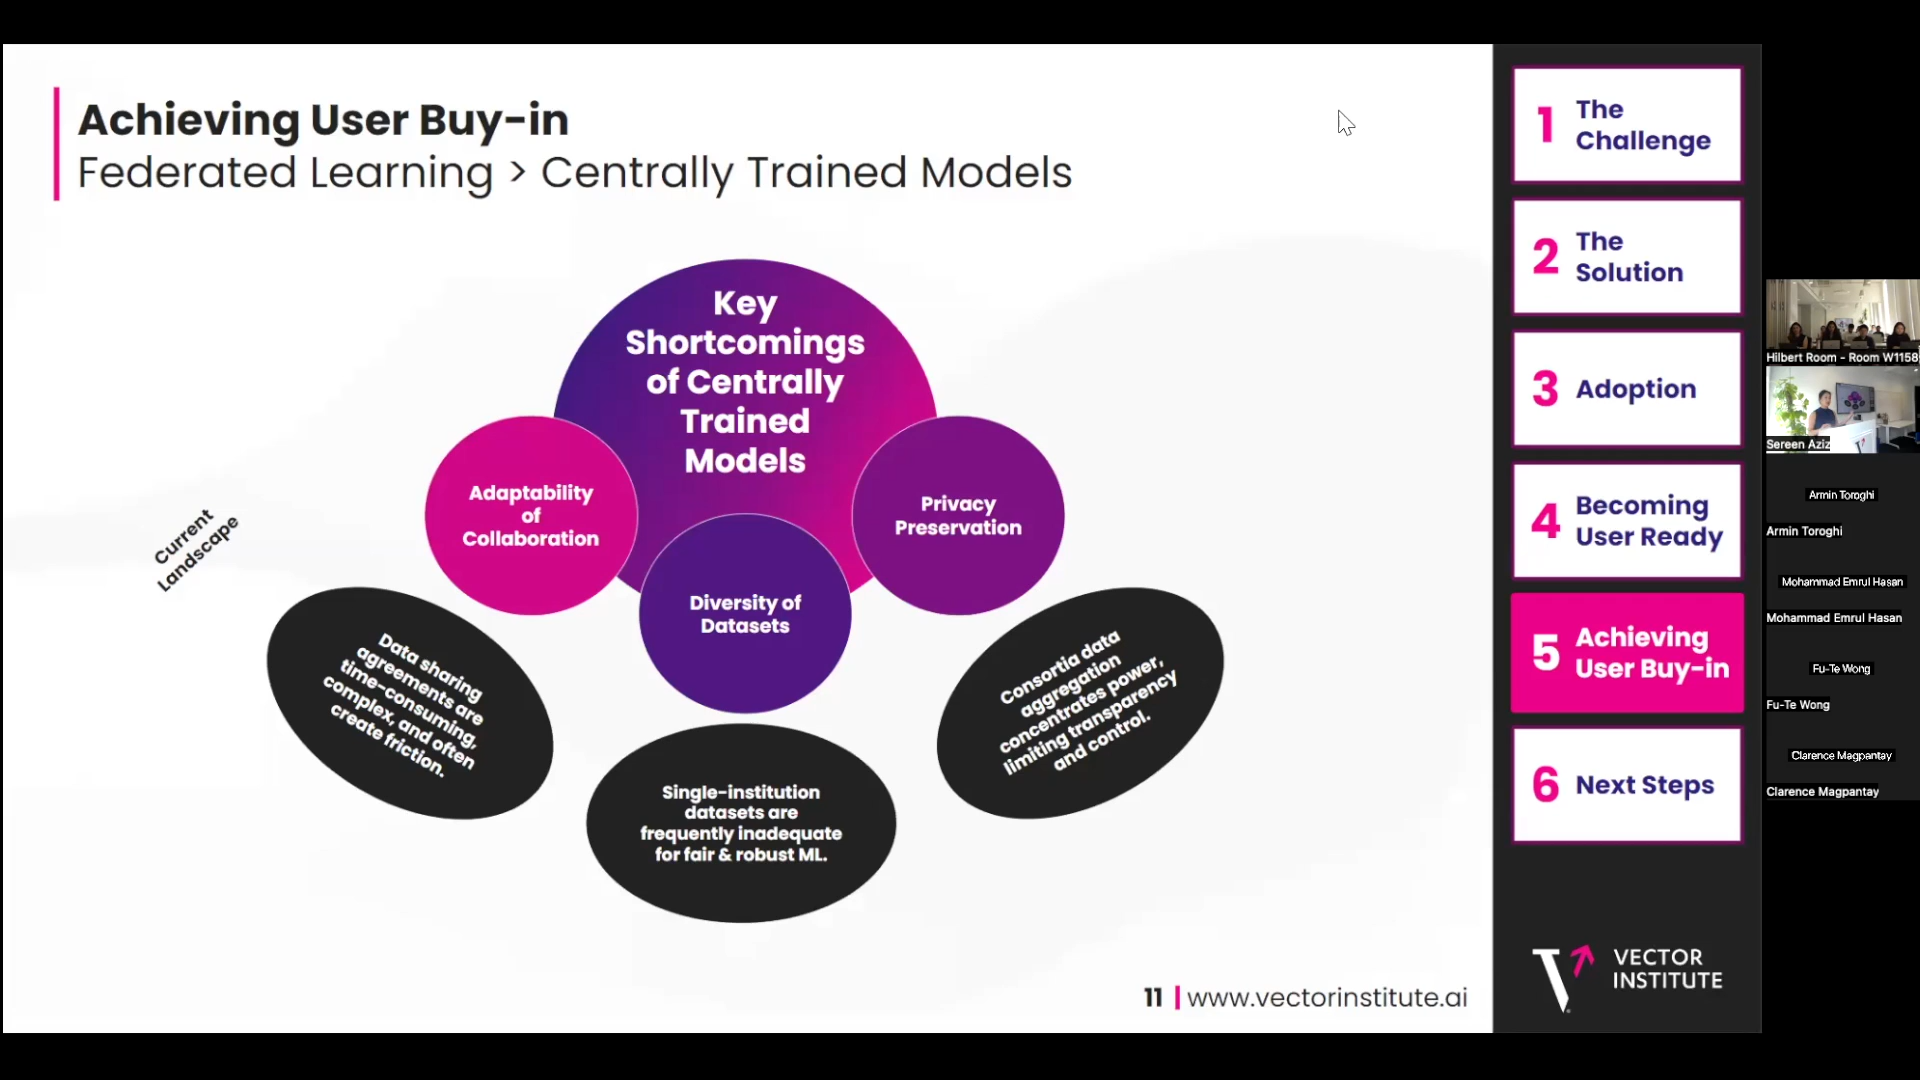 Achieving User Buy-in
Federated Learning > Centrally Trained Models
Key
Shortcomings
of Centrally
Trained
Models
Adaptability
of
Collaboration
Privacy
Preservation
Diversity of
Datasets
Current
Landscape
Data sharing
agreements are
time-consuming,
complex, and often
create friction.
Single-institution
datasets are
frequently inadequate
for fair & robust ML.
Consortia data
aggregation
concentrates power,
limiting transparency
and control.
11 | www.vectorinstitute.ai
1 The
Challenge
2 The
Solution
3 Adoption
4 Becoming
User Ready
5 Achieving
User Buy-in
6 Next Steps
VECTOR
INSTITUTE
Hilbert Room - Room W1158
Sereen Aziz
Armin Toroghi
Armin Toroghi
Mohammad Emrul Hasan
Mohammad Emrul Hasan
Fu-Te Wong
Fu-Te Wong
Clarence Magpantay
Clarence Magpantay